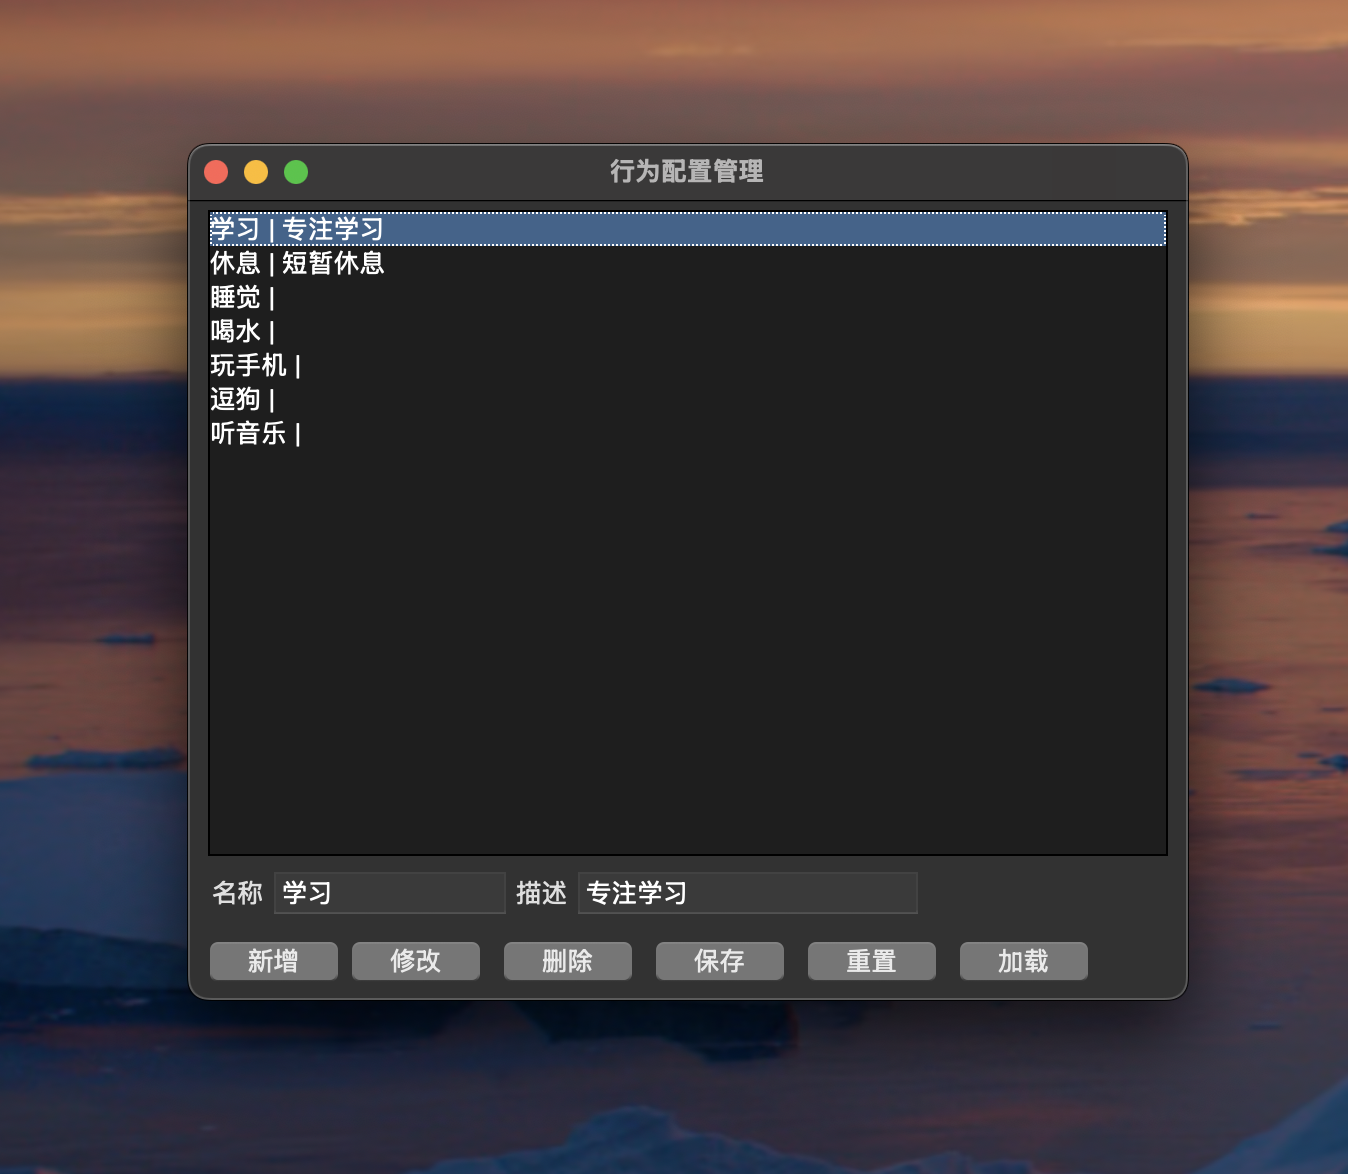 行为配置管理
学习 | 专注学习
休息 | 短暂休息
睡觉 |
喝水 |
玩手机 |
逗狗 |
听音乐 |
名称 学习 描述 专注学习
新增 修改 删除 保存 重置 加载